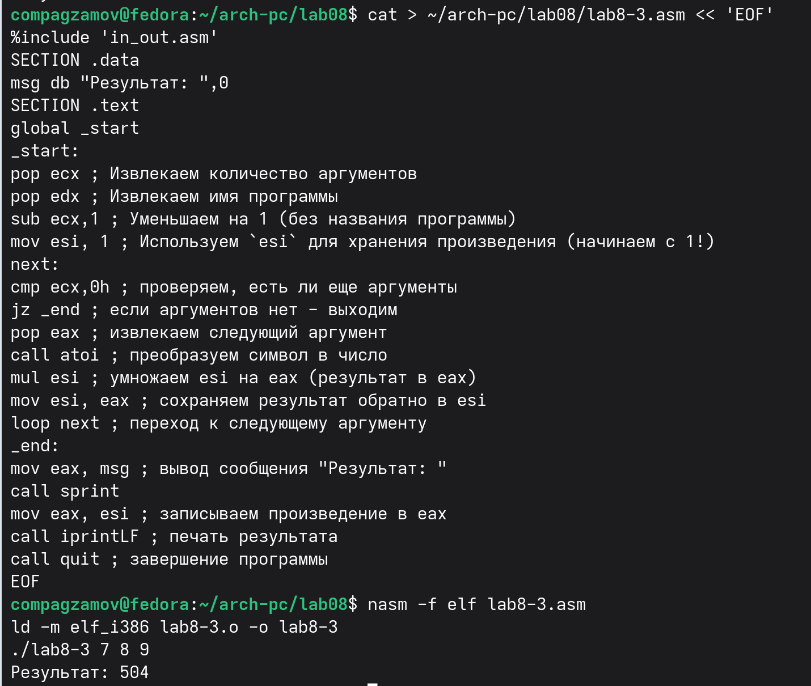 compagzamov@fedora:~/arch-pc/lab08$ cat > ~/arch-pc/lab08/lab8-3.asm << 'EOF'
%include 'in_out.asm'
SECTION .data
msg db "Результат: ",0
SECTION .text
global _start
_start:
pop ecx ; Извлекаем количество аргументов
pop edx ; Извлекаем имя программы
sub ecx,1 ; Уменьшаем на 1 (без названия программы)
mov esi, 1 ; Используем `esi` для хранения произведения (начинаем с 1!)
next:
cmp ecx,0h ; проверяем, есть ли еще аргументы
jz _end ; если аргументов нет - выходим
pop eax ; извлекаем следующий аргумент
call atoi ; преобразуем символ в число
mul esi ; умножаем esi на eax (результат в eax)
mov esi, eax ; сохраняем результат обратно в esi
loop next ; переход к следующему аргументу
_end:
mov eax, msg ; вывод сообщения "Результат: "
call sprint
mov eax, esi ; записываем произведение в eax
call iprintLF ; печать результата
call quit ; завершение программы
EOF
compagzamov@fedora:~/arch-pc/lab08$ nasm -f elf lab8-3.asm
ld -m elf_i386 lab8-3.o -o lab8-3
./lab8-3 7 8 9
Результат: 504